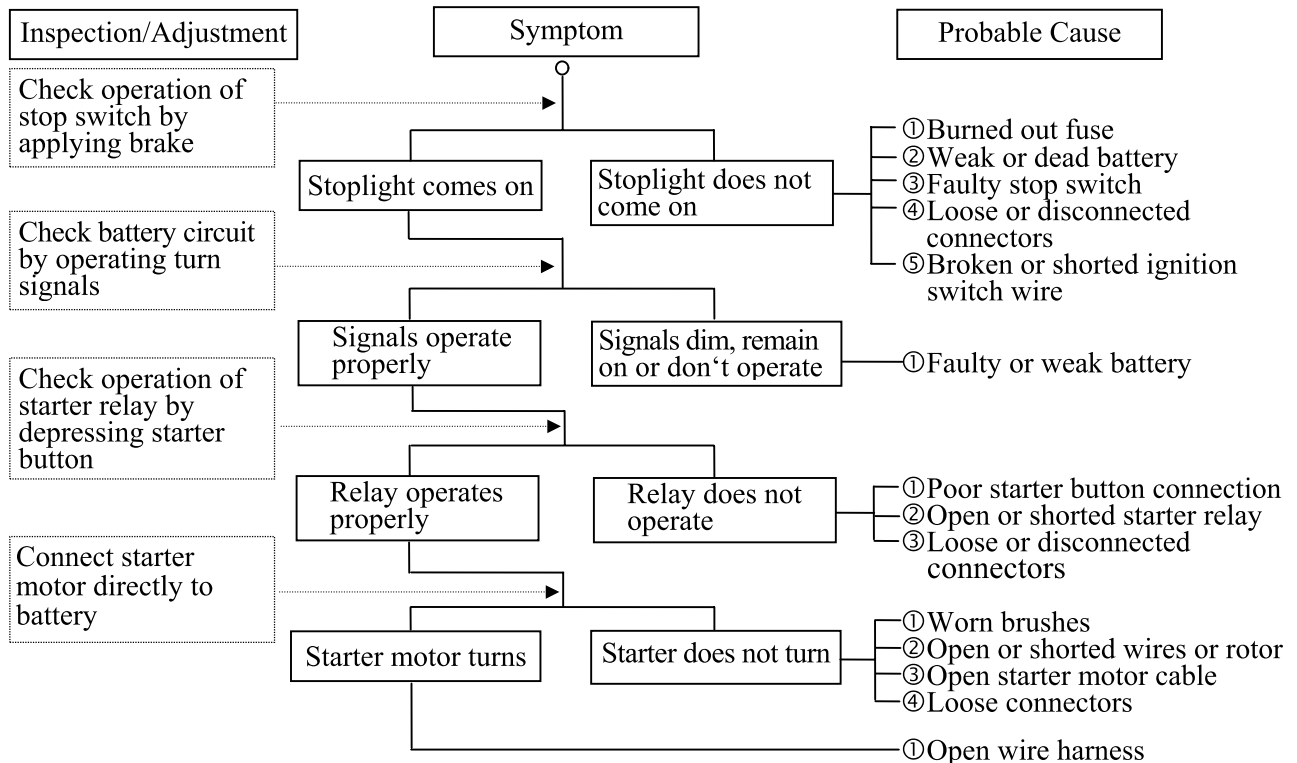 Inspection/Adjustment
Symptom
Probable Cause
Check operation of
stop switch by
applying brake
Stoplight comes on
Stoplight does not
come on
①Burned out fuse
②Weak or dead battery
③Faulty stop switch
④Loose or disconnected
connectors
⑤Broken or shorted ignition
switch wire
Check battery circuit
by operating turn
signals
Signals operate
properly
Signals dim, remain
on or don‘t operate
①Faulty or weak battery
Check operation of
starter relay by
depressing starter
button
Relay operates
properly
Relay does not
operate
①Poor starter button connection
②Open or shorted starter relay
③Loose or disconnected
connectors
Connect starter
motor directly to
battery
Starter motor turns
Starter does not turn
①Worn brushes
②Open or shorted wires or rotor
③Open starter motor cable
④Loose connectors
①Open wire harness